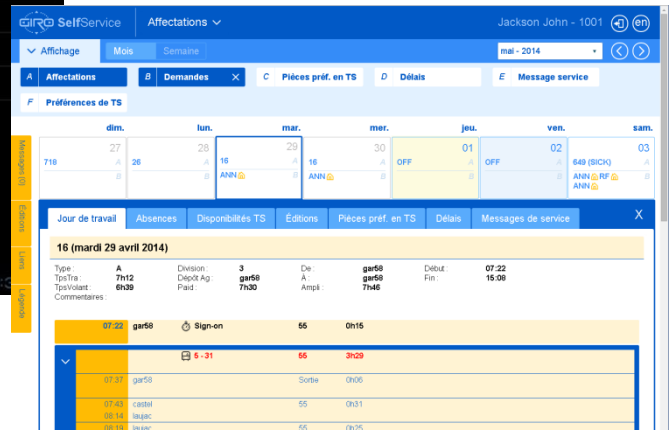 GIRO SelfService Affectations Jackson John - 1001 en
Affichage Mois Semaine mai - 2014
A Affectations B Demandes X C Pièces préf. en TS D Délais E Message service
F Préférences de TS
dim. lun. mar. mer. jeu. ven. sam.
27 28 29 30 01 02 03
718 A 26 A 16 A 16 A OFF A OFF A 649 (SICK) A
B B ANN B ANN B B B ANN RF B
ANN
Messages [0]
Éditions
Liens
Légende
Jour de travail Absences Disponibilités TS Éditions Pièces préf. en TS Délais Messages de service X
16 (mardi 29 avril 2014)
Type : A Division : 3 De : gar58 Début : 07:22
TpsTra : 7h12 Dépôt Ag : gar58 A : gar58 Fin : 15:08
TpsVolant : 6h39 Paid : 7h30 Ampli : 7h46
Commentaires :
07:22 gar58 Sign-on 55 0h15
5 - 31 55 3h29
07:37 gar58 Sortie 0h06
07:43 castel 55 0h31
08:14 laujac
08:19 laujac 55 0h25